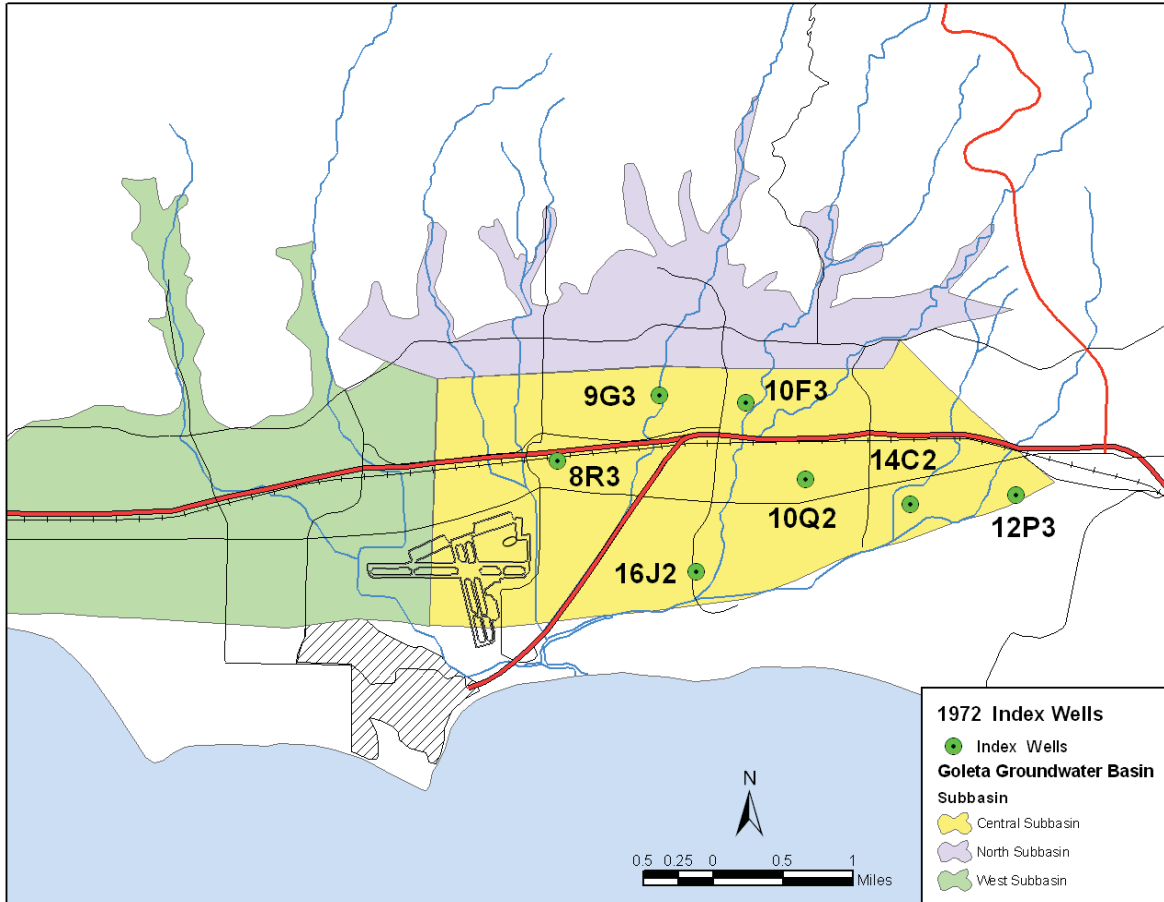 9G3
10F3
8R3
14C2
10Q2
12P3
16J2
1972 Index Wells
Index Wells
Goleta Groundwater Basin
Subbasin
Central Subbasin
North Subbasin
West Subbasin
N
0.5 0.25 0 0.5 1
Miles